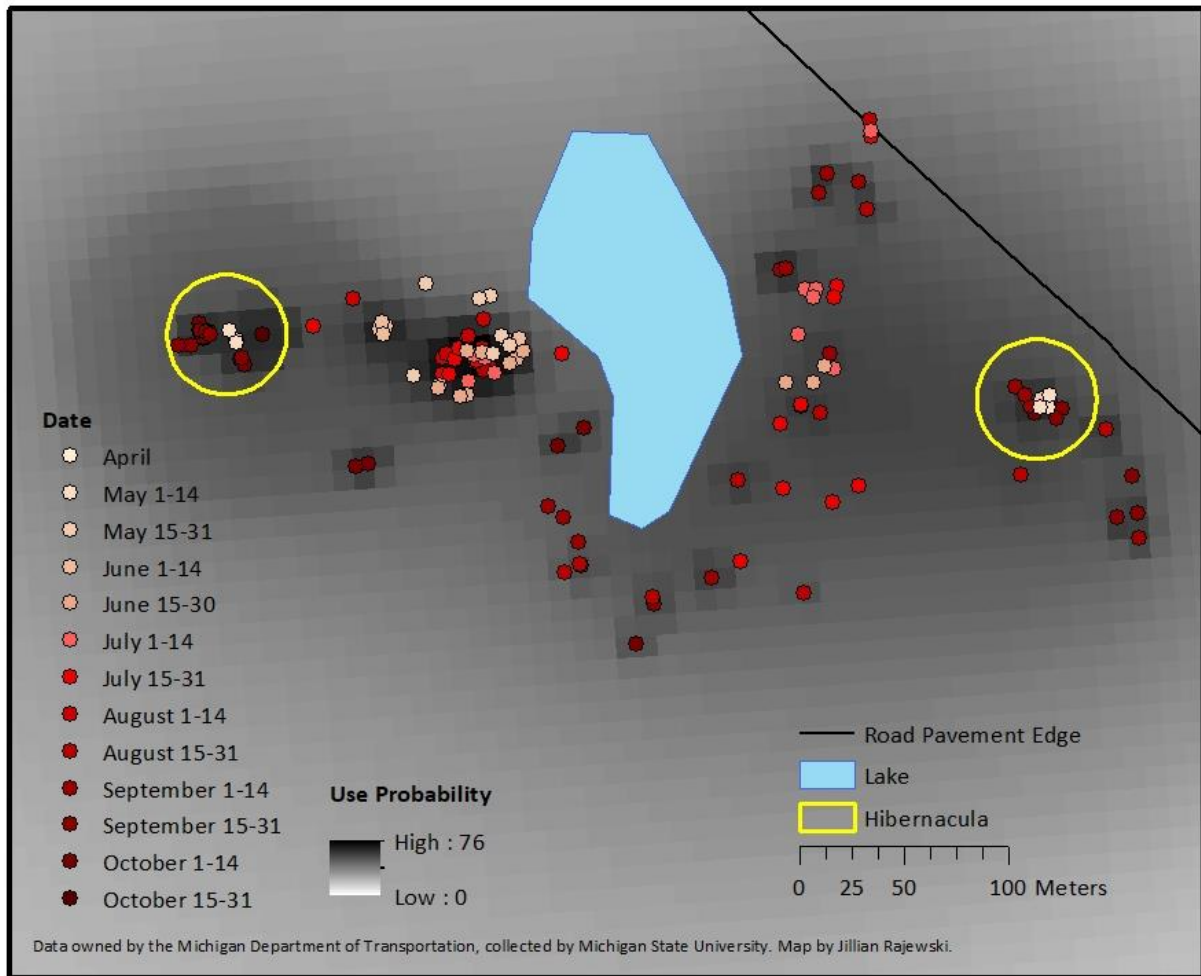 Date
April
May 1-14
May 15-31
June 1-14
June 15-30
July 1-14
July 15-31
August 1-14
August 15-31
September 1-14
September 15-31
October 1-14
October 15-31
Use Probability
High : 76
Low : 0
Road Pavement Edge
Lake
Hibernacula
0 25 50 100 Meters
Data owned by the Michigan Department of Transportation, collected by Michigan State University. Map by Jillian Rajewski.